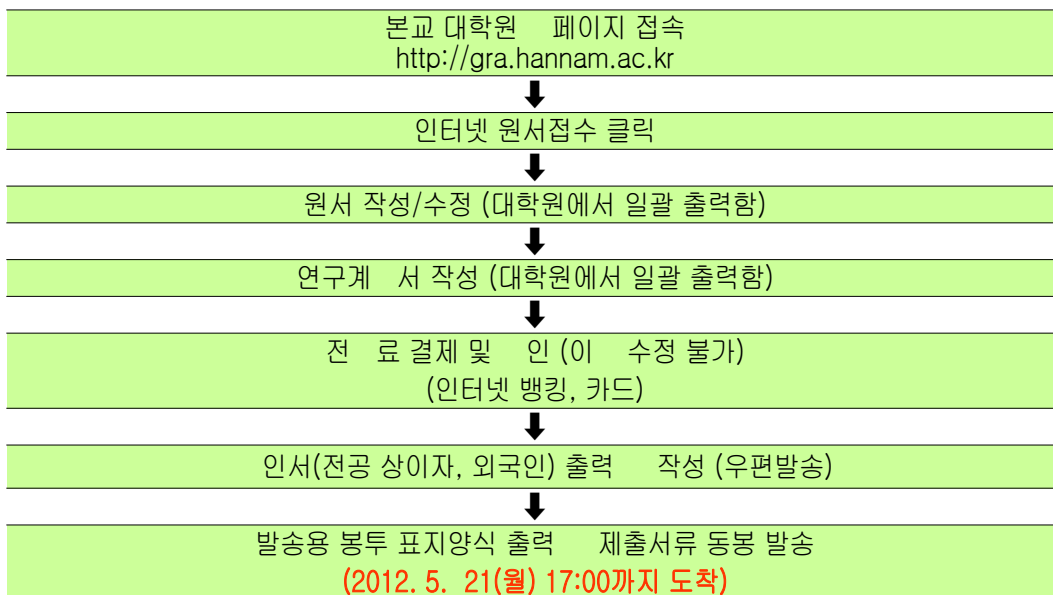 본교 대학원 페이지 접속
http://gra.hannam.ac.kr
인터넷 원서접수 클릭
원서 작성/수정 (대학원에서 일괄 출력함)
연구계 서 작성 (대학원에서 일괄 출력함)
전 료 결제 및 인 (이 수정 불가)
(인터넷 뱅킹, 카드)
인서(전공 상이자, 외국인) 출력 작성 (우편발송)
발송용 봉투 표지양식 출력 제출서류 동봉 발송
(2012. 5. 21(월) 17:00까지 도착)